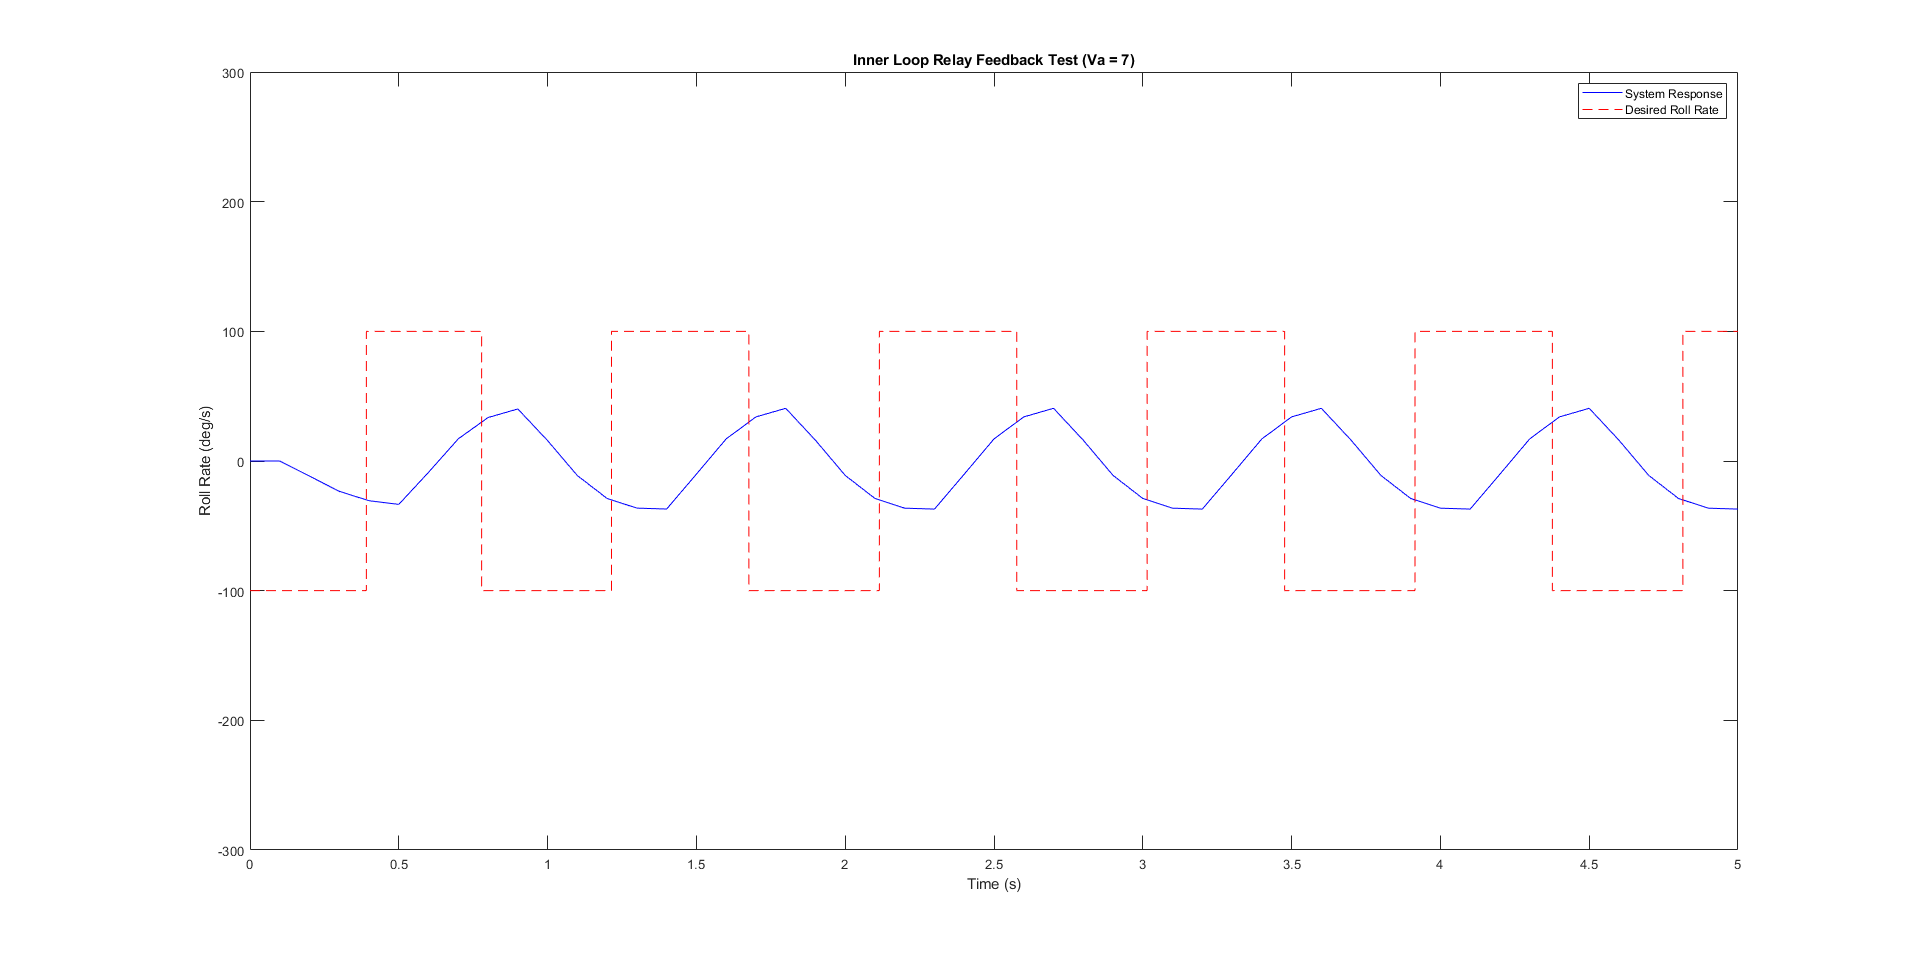 Inner Loop Relay Feedback Test (Va = 7)
System Response
Desired Roll Rate
Roll Rate (deg/s)
300
200
100
0
-100
-200
-300
0 0.5 1 1.5 2 2.5 3 3.5 4 4.5 5
Time (s)